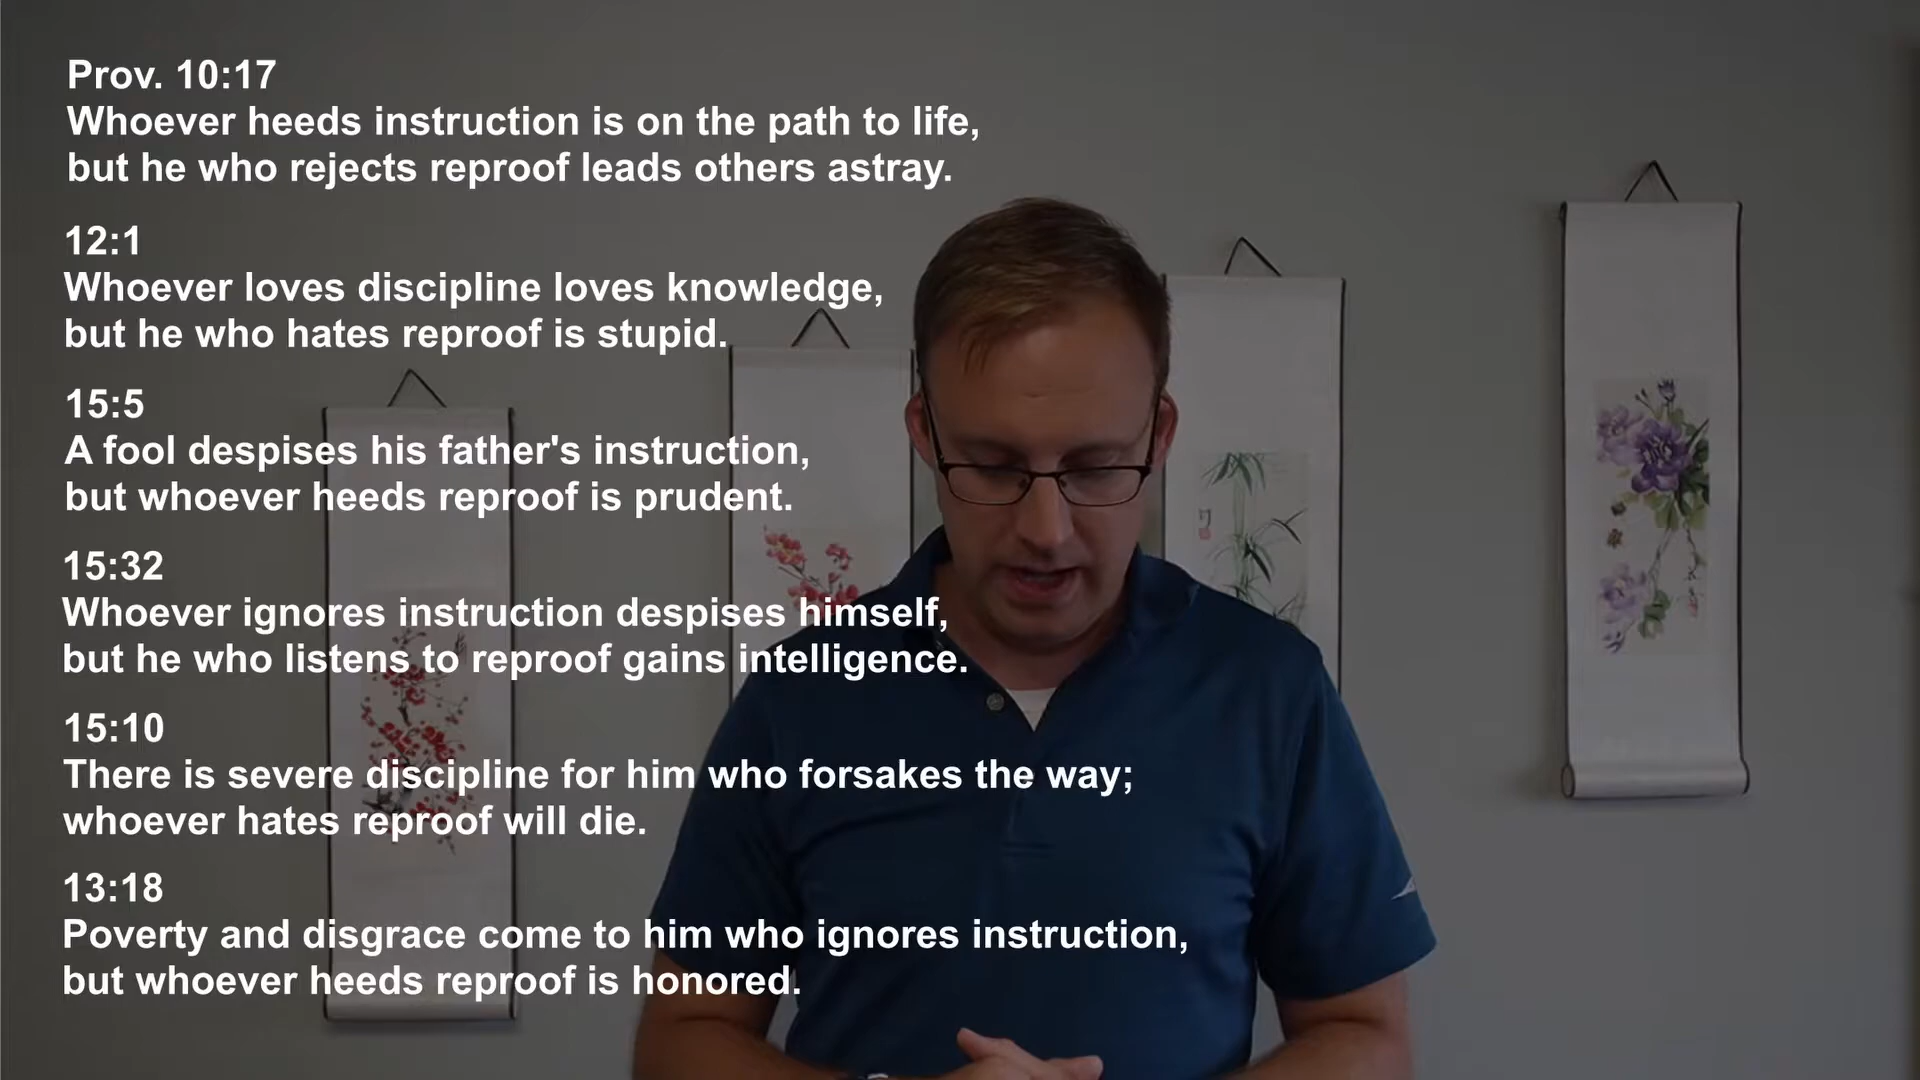 Prov. 10:17
Whoever heeds instruction is on the path to life,
but he who rejects reproof leads others astray.
12:1
Whoever loves discipline loves knowledge,
but he who hates reproof is stupid.
15:5
A fool despises his father's instruction,
but whoever heeds reproof is prudent.
15:32
Whoever ignores instruction despises himself,
but he who listens to reproof gains intelligence.
15:10
There is severe discipline for him who forsakes the way;
whoever hates reproof will die.
13:18
Poverty and disgrace come to him who ignores instruction,
but whoever heeds reproof is honored.